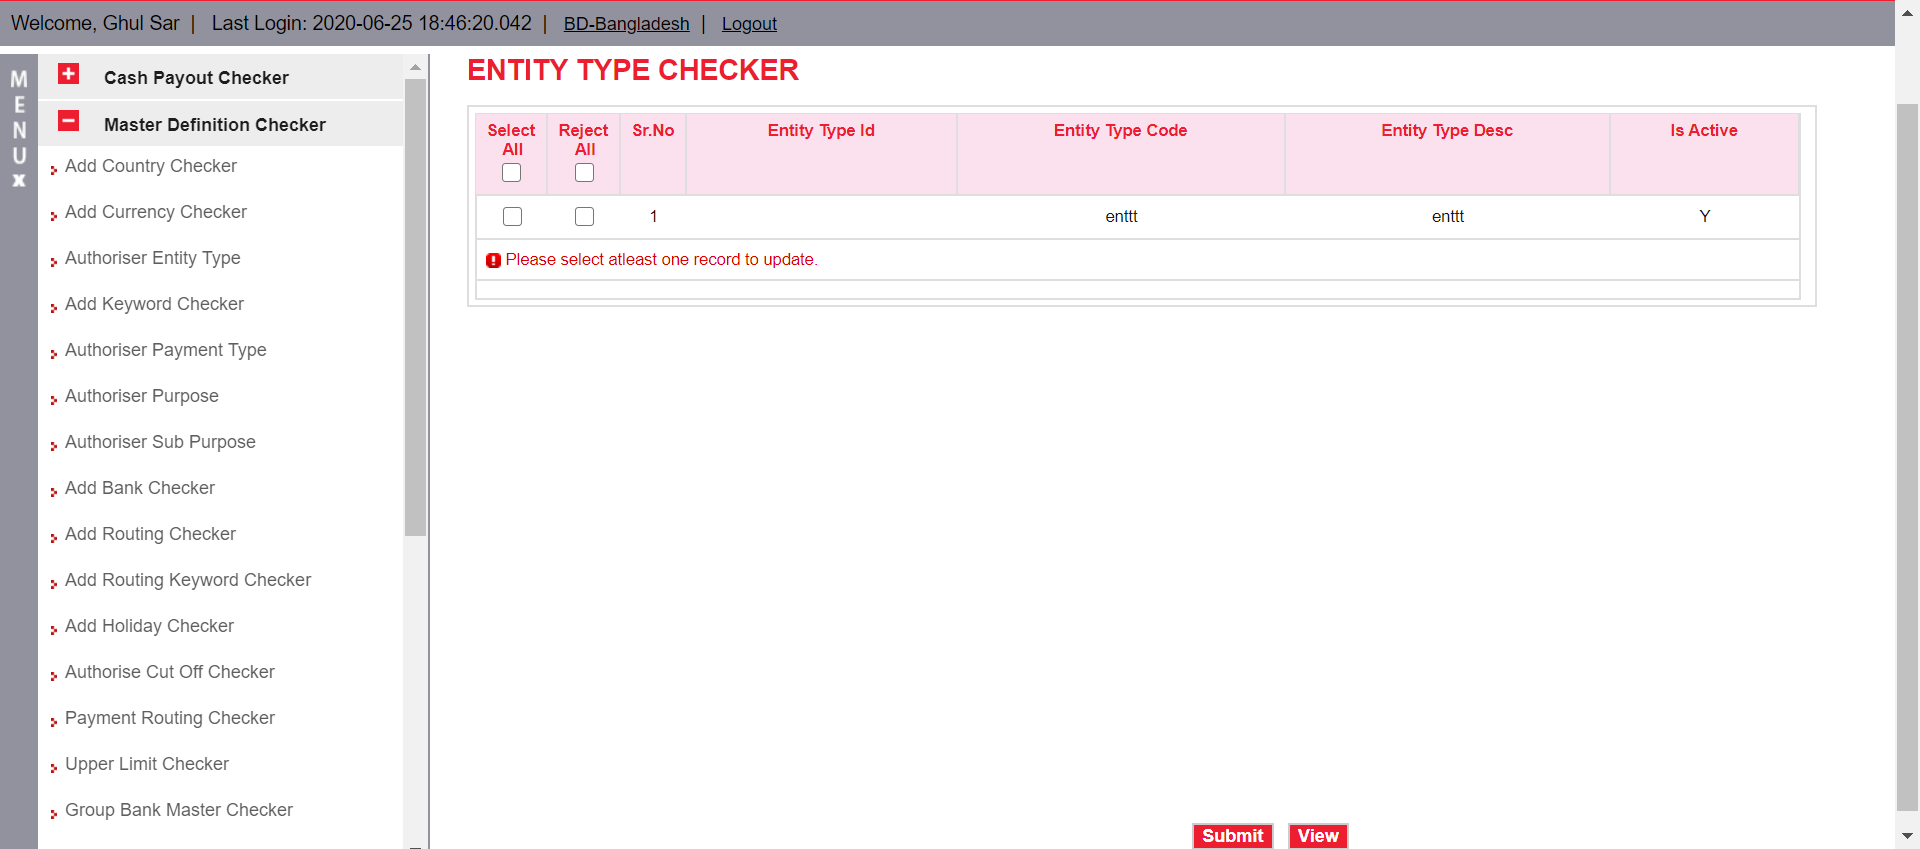 Welcome, Ghul Sar | Last Login: 2020-06-25 18:46:20.042 | BD-Bangladesh | Logout
MENU X
Cash Payout Checker
Master Definition Checker
Add Country Checker
Add Currency Checker
Authoriser Entity Type
Add Keyword Checker
Authoriser Payment Type
Authoriser Purpose
Authoriser Sub Purpose
Add Bank Checker
Add Routing Checker
Add Routing Keyword Checker
Add Holiday Checker
Authorise Cut Off Checker
Payment Routing Checker
Upper Limit Checker
Group Bank Master Checker
ENTITY TYPE CHECKER
Select All Reject All Sr.No Entity Type Id Entity Type Code Entity Type Desc Is Active
1 enttt enttt Y
Please select atleast one record to update.
Submit View